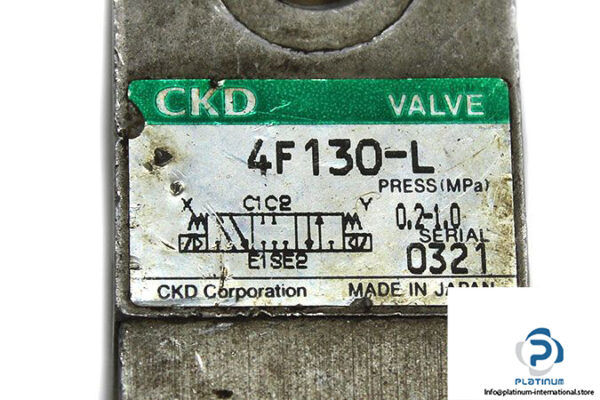 CKD VALVE
4F130-L
PRESS(MPa)
X C1C2 Y 0.2-1.0
SERIAL
E1SE2 0321
CKD Corporation MADE IN JAPAN
PLATINUM
www.platinum-international.store